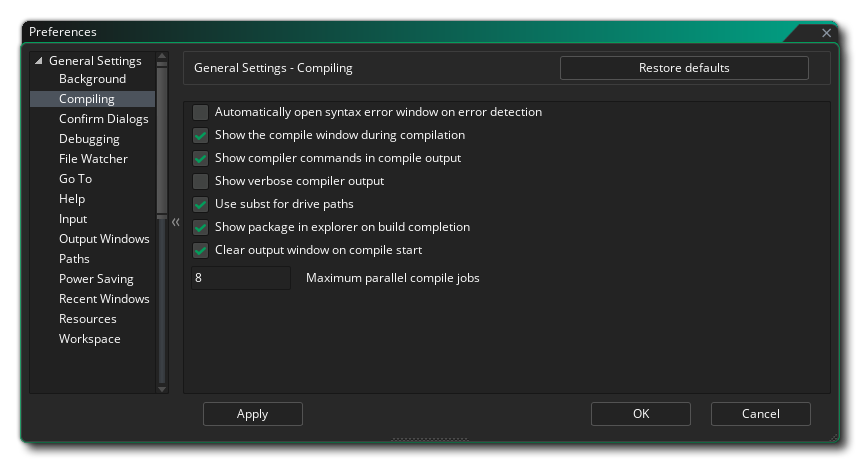 Preferences
General Settings
Background
Compiling
Confirm Dialogs
Debugging
File Watcher
Go To
Help
Input
Output Windows
Paths
Power Saving
Recent Windows
Resources
Workspace
General Settings - Compiling
Restore defaults
Automatically open syntax error window on error detection
Show the compile window during compilation
Show compiler commands in compile output
Show verbose compiler output
Use subst for drive paths
Show package in explorer on build completion
Clear output window on compile start
8 Maximum parallel compile jobs
Apply OK Cancel